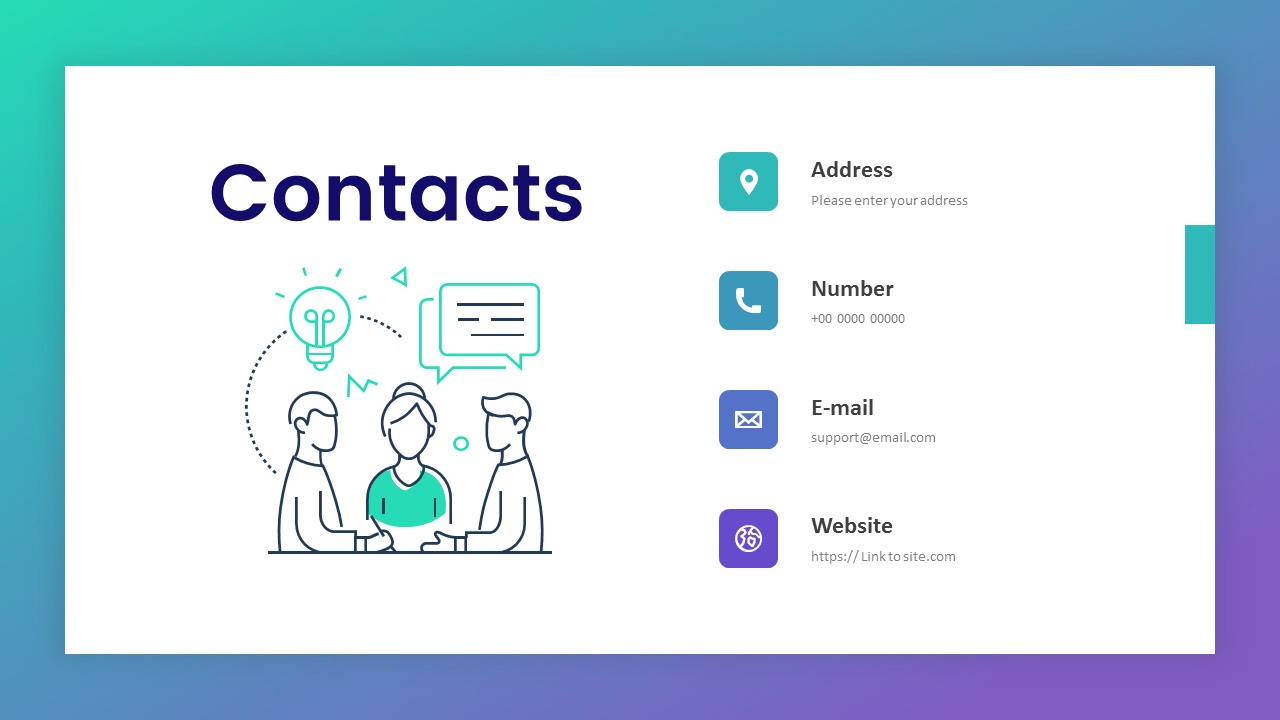 Contacts
Address
Please enter your address
Number
+00 0000 00000
E-mail
support@email.com
Website
https:// Link to site.com